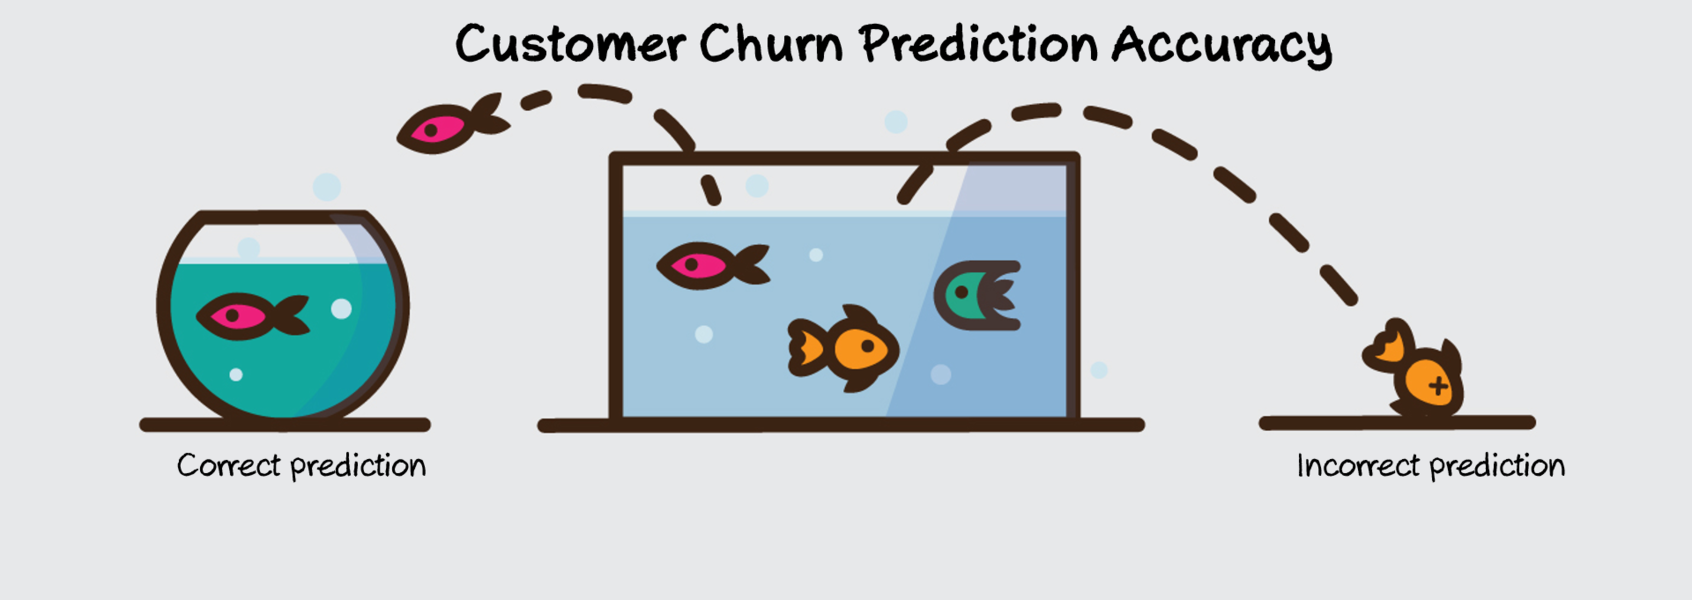 Customer Churn Prediction Accuracy
Correct prediction
Incorrect prediction